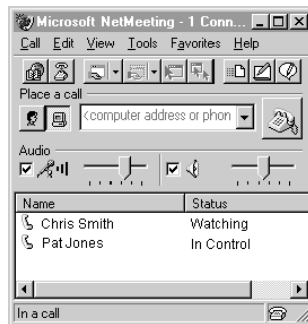 Microsoft NetMeeting - 1 Conn...
Call Edit View Tools Favorites Help
Place a call
<computer address or phon
Audio
Name Status
Chris Smith Watching
Pat Jones In Control
In a call